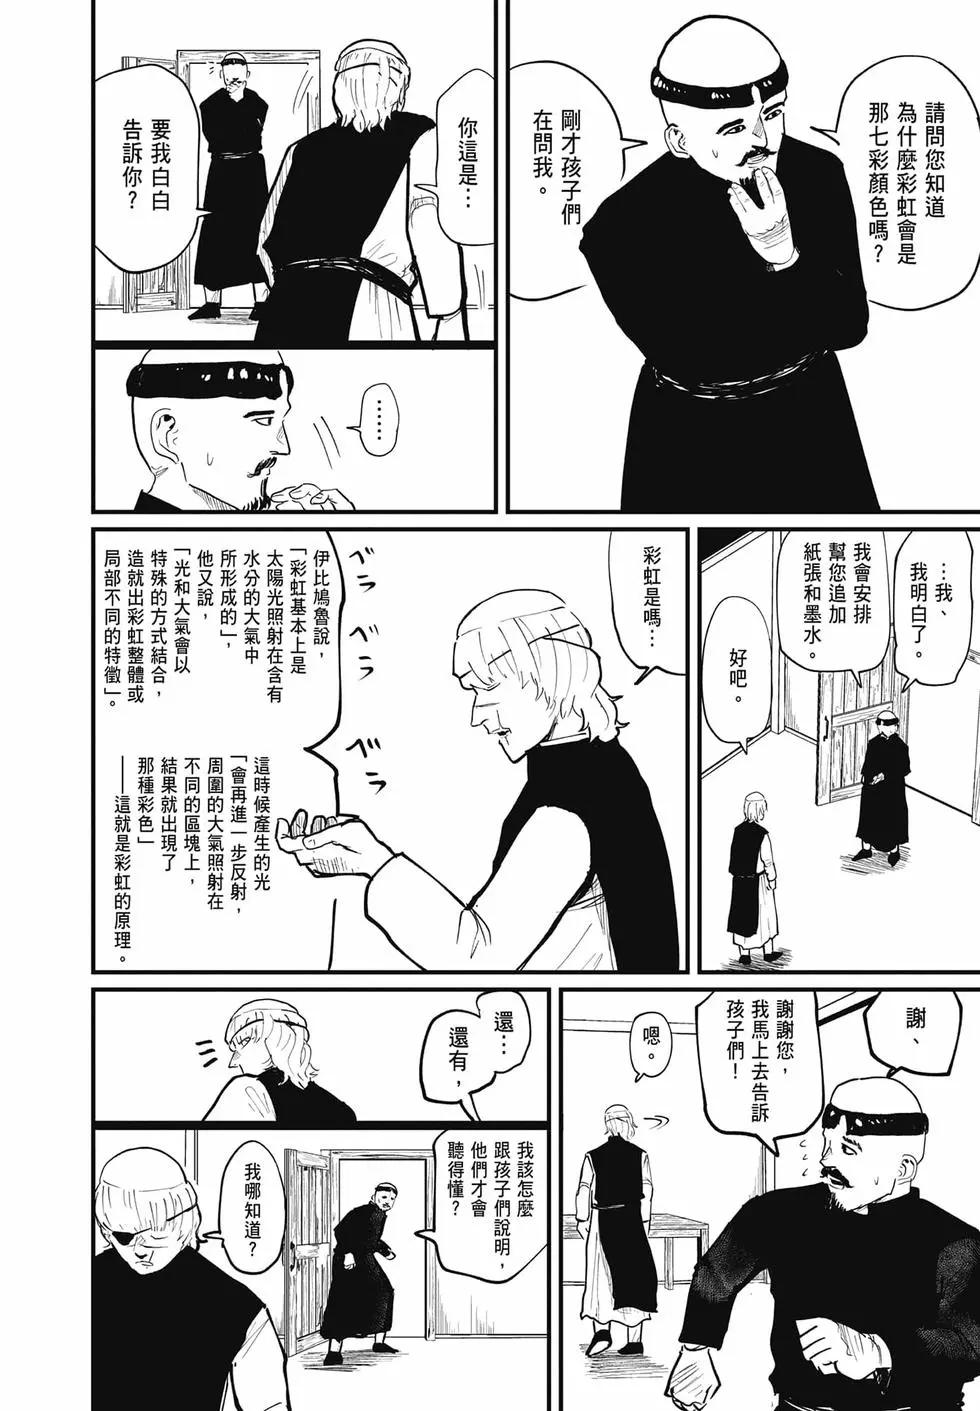 請問您知道
為什麼彩虹會是
那七彩顏色嗎？
剛才孩子們
在問我。
你這是…
要我白白
告訴你？
……
…我、
我明白了。
我會安排
幫您追加
紙張和墨水。
好吧。
彩虹是嗎…
ベラ
ベラ
伊比鳩魯說，
「彩虹基本上是
太陽光照射在含有
水分的大氣中
所形成的」，
他又說，
「光和大氣會以
特殊的方式結合，
造就出彩虹整體或
局部不同的特徵」。
這時候產生的光
「會再進一步反射，
周圍的大氣照射在
不同的區塊上，
結果就出現了
那種彩色」
——這就是彩虹的原理。
謝、
謝謝您，
我馬上去告訴
孩子們！
嗯。
還…
還有，
我該怎麼
跟孩子們說明，
他們才會
聽得懂？
我哪知道？